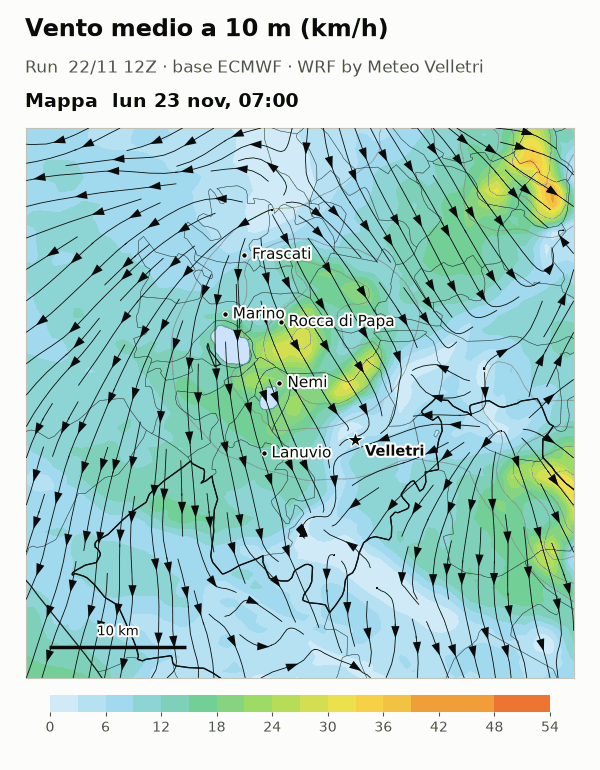 Vento medio a 10 m (km/h)
Run  22/11 12Z · base ECMWF · WRF by Meteo Velletri
Mappa  lun 23 nov, 07:00
Frascati
Marino
Rocca di Papa
Nemi
Velletri
Lanuvio
10 km
0 6 12 18 24 30 36 42 48 54